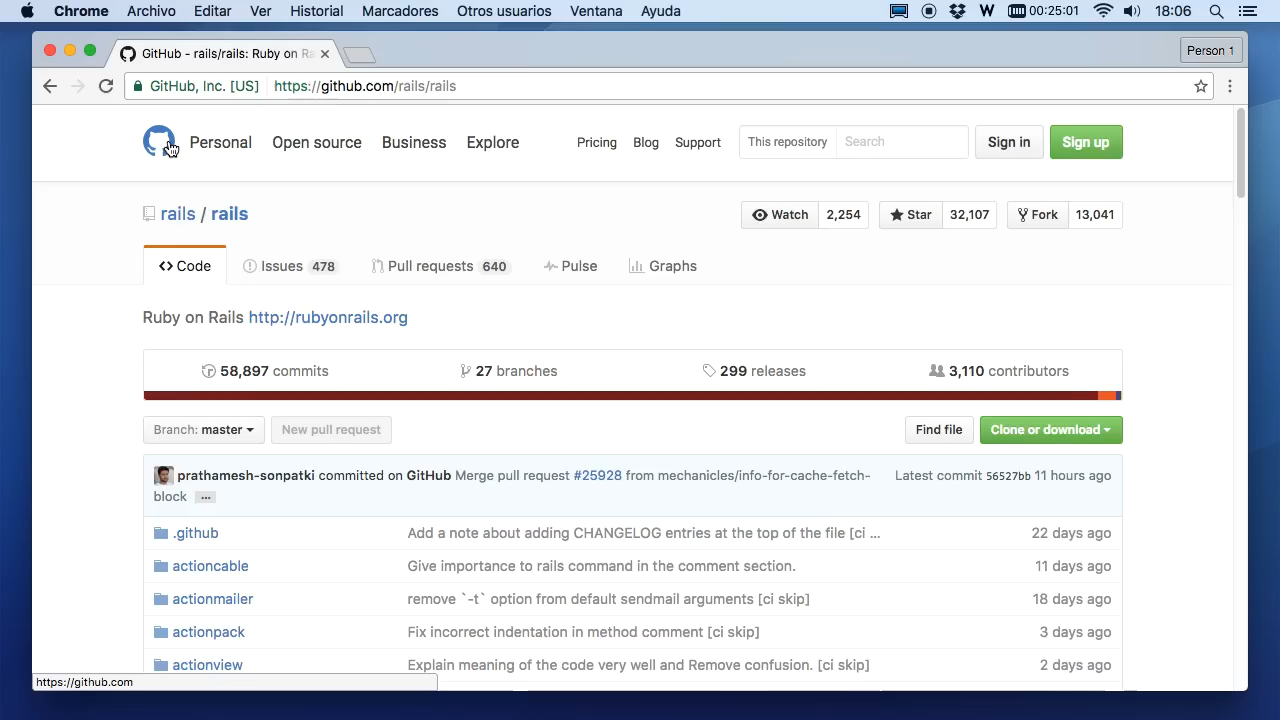 Chrome Archivo Editar Ver Historial Marcadores Otros usuarios Ventana Ayuda W 00:25:01 18:06
GitHub - rails/rails: Ruby on Ra Person 1
GitHub, Inc. [US] https://github.com/rails/rails
Personal Open source Business Explore Pricing Blog Support This repository Search Sign in Sign up
rails / rails Watch 2,254 Star 32,107 Fork 13,041
Code Issues 478 Pull requests 640 Pulse Graphs
Ruby on Rails http://rubyonrails.org
58,897 commits 27 branches 299 releases 3,110 contributors
Branch: master New pull request Find file Clone or download
prathamesh-sonpatki committed on GitHub Merge pull request #25928 from mechanicles/info-for-cache-fetch- Latest commit 56527bb 11 hours ago
block …
.github Add a note about adding CHANGELOG entries at the top of the file [ci … 22 days ago
actioncable Give importance to rails command in the comment section. 11 days ago
actionmailer remove `-t` option from default sendmail arguments [ci skip] 18 days ago
actionpack Fix incorrect indentation in method comment [ci skip] 3 days ago
actionview Explain meaning of the code very well and Remove confusion. [ci skip] 2 days ago
https://github.com